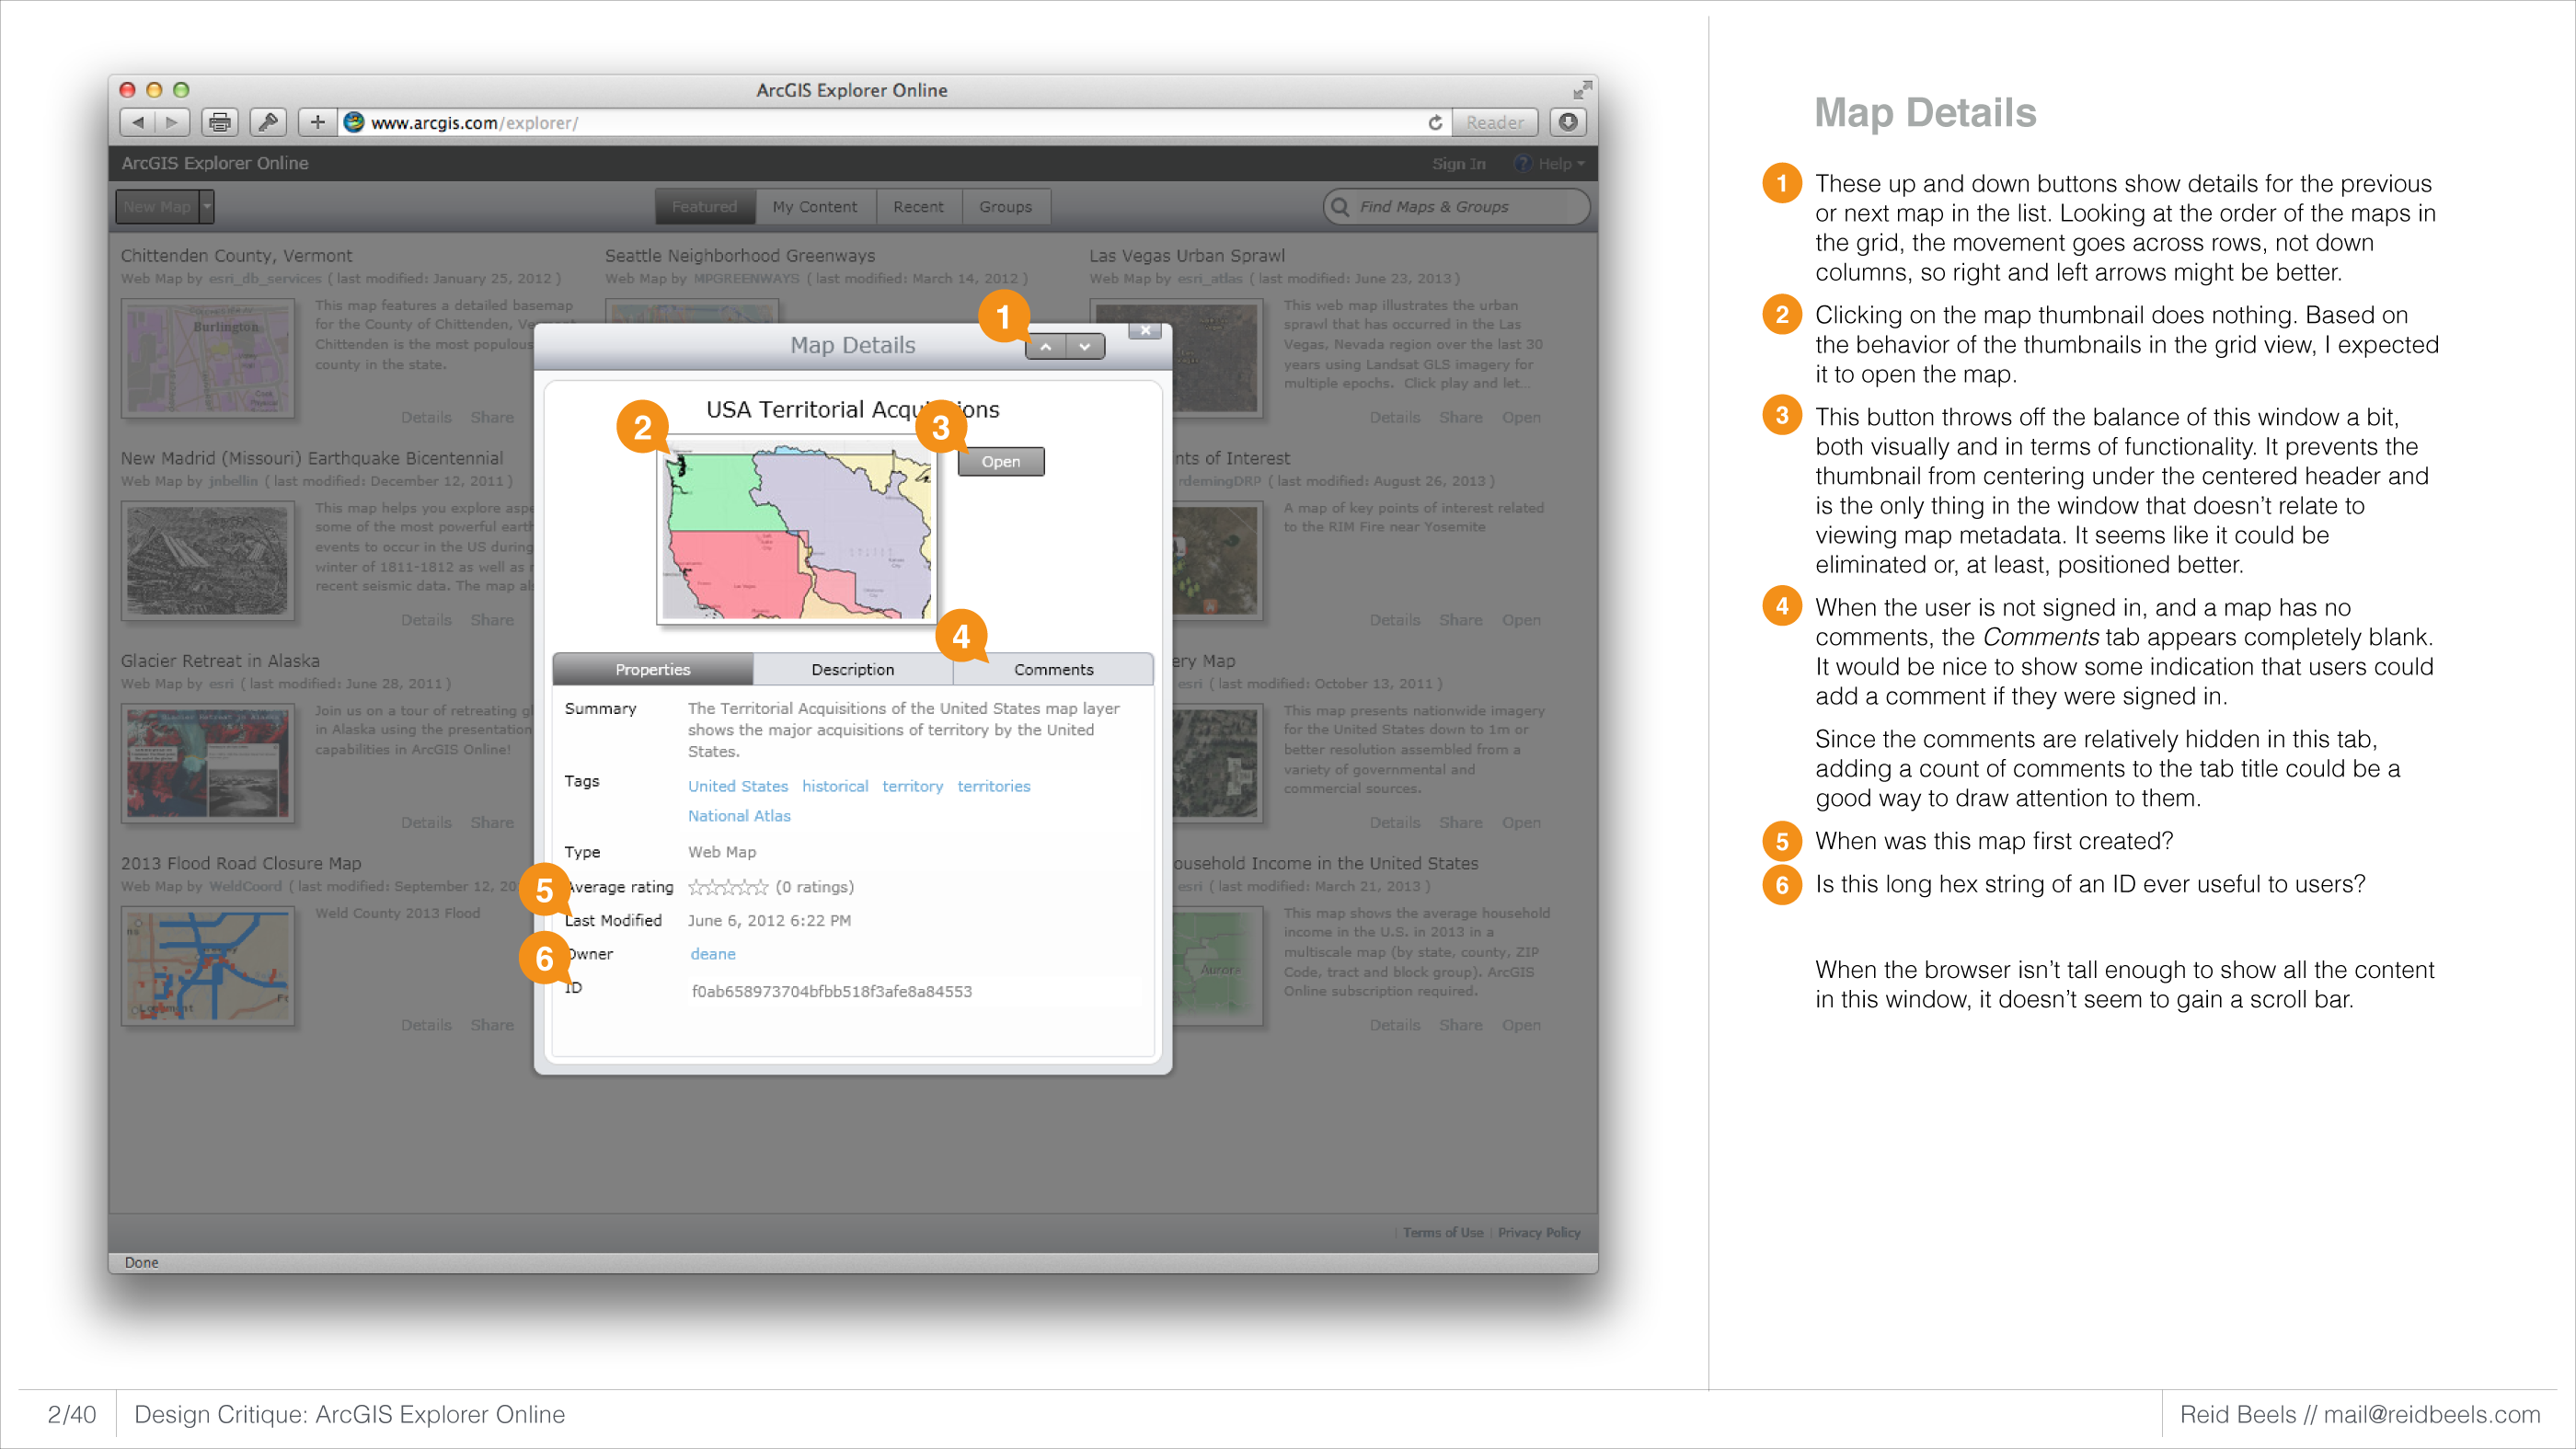 ArcGIS Explorer Online
www.arcgis.com/explorer/
Reader
ArcGIS Explorer Online
Sign In
Help
New Map
Featured
My Content
Recent
Groups
Find Maps & Groups
Chittenden County, Vermont
Web Map by esri_db_services ( last modified: January 25, 2012 )
Burlington
This map features a detailed basemap
for the County of Chittenden, Ve
Chittenden is the most populous
county in the state.
Details Share
Seattle Neighborhood Greenways
Web Map by MPGREENWAYS ( last modified: March 14, 2012 )
Las Vegas Urban Sprawl
Web Map by esri_atlas ( last modified: June 23, 2013 )
This web map illustrates the urban
sprawl that has occurred in the Las
Vegas, Nevada region over the last 30
years using Landsat GLS imagery for
multiple epochs. Click play and let...
Details Share Open
New Madrid (Missouri) Earthquake Bicentennial
Web Map by jnbellin ( last modified: December 12, 2011 )
This map helps you explore aspe
some of the most powerful earth
events to occur in the US during
winter of 1811-1812 as well as
recent seismic data. The map al
Details Share
nts of Interest
rdemingDRP ( last modified: August 26, 2013 )
A map of key points of interest related
to the RIM Fire near Yosemite
Details Share Open
Glacier Retreat in Alaska
Web Map by esri ( last modified: June 28, 2011 )
Join us on a tour of retreating gl
in Alaska using the presentation
capabilities in ArcGIS Online!
Details Share
ery Map
esri ( last modified: October 13, 2011 )
This map presents nationwide imagery
for the United States down to 1m or
better resolution assembled from a
variety of governmental and
commercial sources.
Details Share Open
2013 Flood Road Closure Map
Web Map by WeldCoord ( last modified: September 12, 20
Weld County 2013 Flood
Details Share
ousehold Income in the United States
esri ( last modified: March 21, 2013 )
Aurora
This map shows the average household
income in the U.S. in 2013 in a
multiscale map (by state, county, ZIP
Code, tract and block group). ArcGIS
Online subscription required.
Details Share Open
Map Details
1
USA Territorial Acqu
ons
2
3
Open
4
Properties
Description
Comments
Summary
The Territorial Acquisitions of the United States map layer
shows the major acquisitions of territory by the United
States.
Tags
United States historical territory territories
National Atlas
Type
Web Map
5
Average rating
(0 ratings)
Last Modified
June 6, 2012 6:22 PM
6
Owner
deane
ID
f0ab658973704bfbb518f3afe8a84553
Terms of Use | Privacy Policy
Done
Map Details
1 These up and down buttons show details for the previous
or next map in the list. Looking at the order of the maps in
the grid, the movement goes across rows, not down
columns, so right and left arrows might be better.
2 Clicking on the map thumbnail does nothing. Based on
the behavior of the thumbnails in the grid view, I expected
it to open the map.
3 This button throws off the balance of this window a bit,
both visually and in terms of functionality. It prevents the
thumbnail from centering under the centered header and
is the only thing in the window that doesn't relate to
viewing map metadata. It seems like it could be
eliminated or, at least, positioned better.
4 When the user is not signed in, and a map has no
comments, the Comments tab appears completely blank.
It would be nice to show some indication that users could
add a comment if they were signed in.
Since the comments are relatively hidden in this tab,
adding a count of comments to the tab title could be a
good way to draw attention to them.
5 When was this map first created?
6 Is this long hex string of an ID ever useful to users?
When the browser isn't tall enough to show all the content
in this window, it doesn't seem to gain a scroll bar.
2/40
Design Critique: ArcGIS Explorer Online
Reid Beels // mail@reidbeels.com